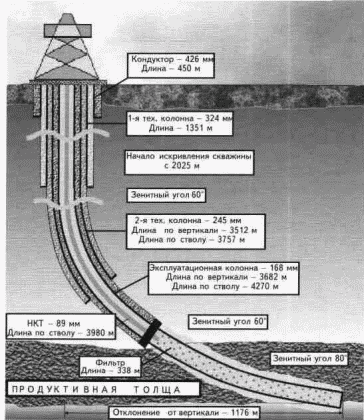 Кондуктор – 426 мм
Длина – 450 м
1-я тех. колонна – 324 мм
Длина – 1351 м
Начало искривления скважины
с 2025 м
Зенитный угол 60°
2-я тех. колонна – 245 мм
Длина по вертикали – 3512 м
Длина по стволу – 3757 м
Эксплуатационная колонна – 168 мм
Длина по вертикали – 3682 м
Длина по стволу – 4270 м
НКТ – 89 мм
Длина по стволу – 3980 м
Зенитный угол 60°
Фильтр
Длина – 338 м
Зенитный угол 80°
ПРОДУКТИВНАЯ ТОЛЩА
Отклонение от вертикали – 1176 м